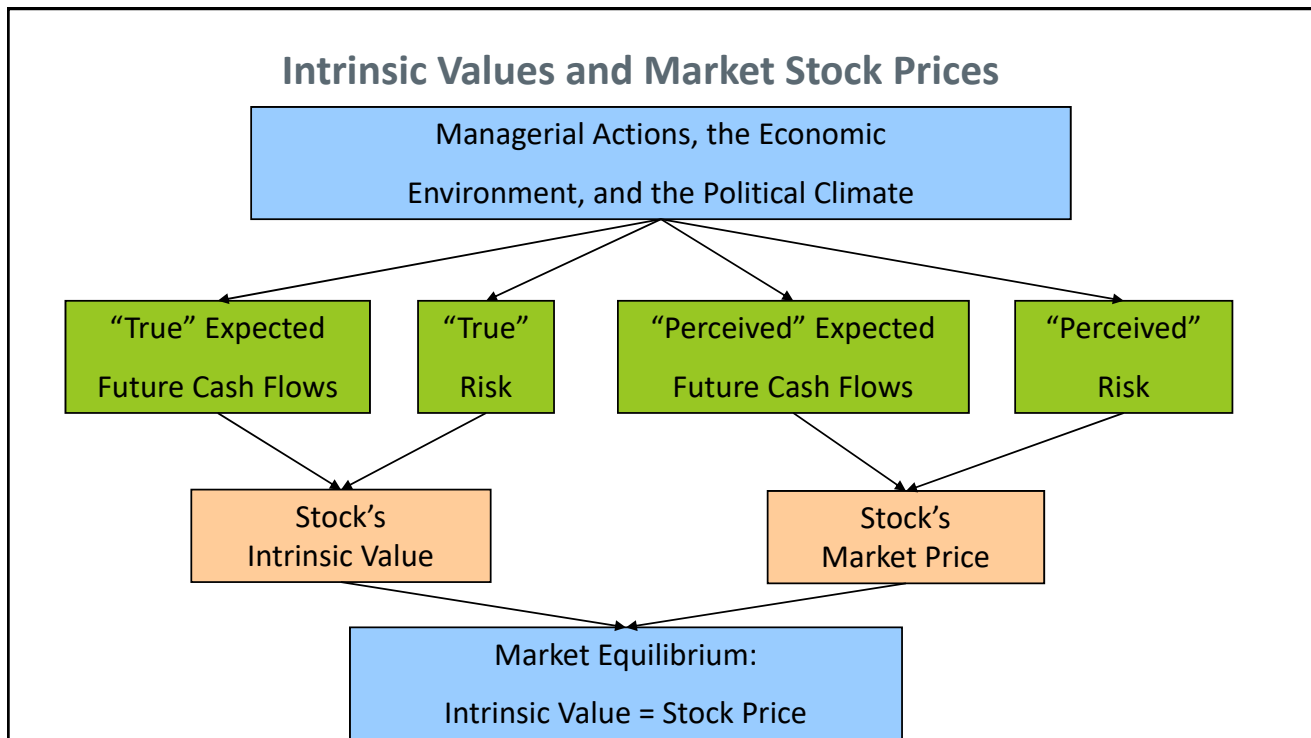 Intrinsic Values and Market Stock Prices
Managerial Actions, the Economic
Environment, and the Political Climate
“True” Expected
Future Cash Flows
“True”
Risk
“Perceived” Expected
Future Cash Flows
“Perceived”
Risk
Stock’s
Intrinsic Value
Stock’s
Market Price
Market Equilibrium:
Intrinsic Value = Stock Price